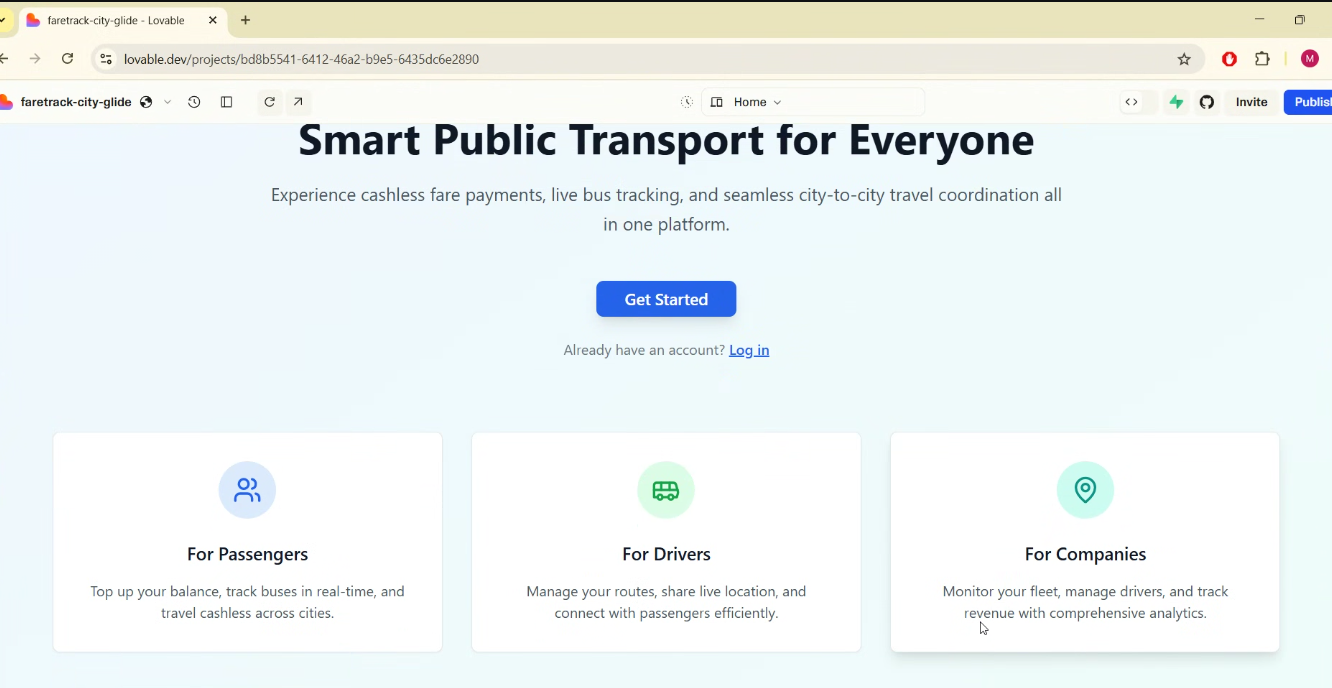 faretrack-city-glide - Lovable
lovable.dev/projects/bd8b5541-6412-46a2-b9e5-6435dc6e2890
M
faretrack-city-glide
Home
Invite
Publish
Smart Public Transport for Everyone
Experience cashless fare payments, live bus tracking, and seamless city-to-city travel coordination all
in one platform.
Get Started
Already have an account? Log in
For Passengers
Top up your balance, track buses in real-time, and
travel cashless across cities.
For Drivers
Manage your routes, share live location, and
connect with passengers efficiently.
For Companies
Monitor your fleet, manage drivers, and track
revenue with comprehensive analytics.